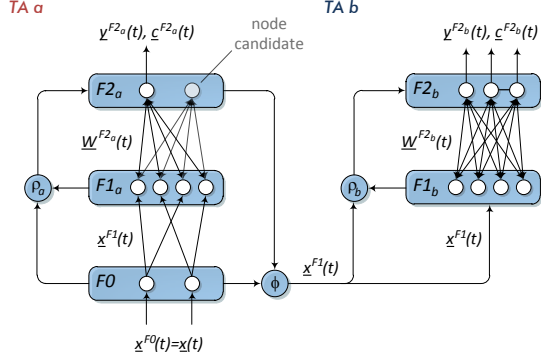 TA a
TA b
y^F2a(t), c^F2a(t)
node
candidate
y^F2b(t), c^F2b(t)
F2a
F2b
W^F2a(t)
W^F2b(t)
ρa
F1a
ρb
F1b
x^F1(t)
x^F1(t)
x^F1(t)
F0
ϕ
x^F0(t)=x(t)